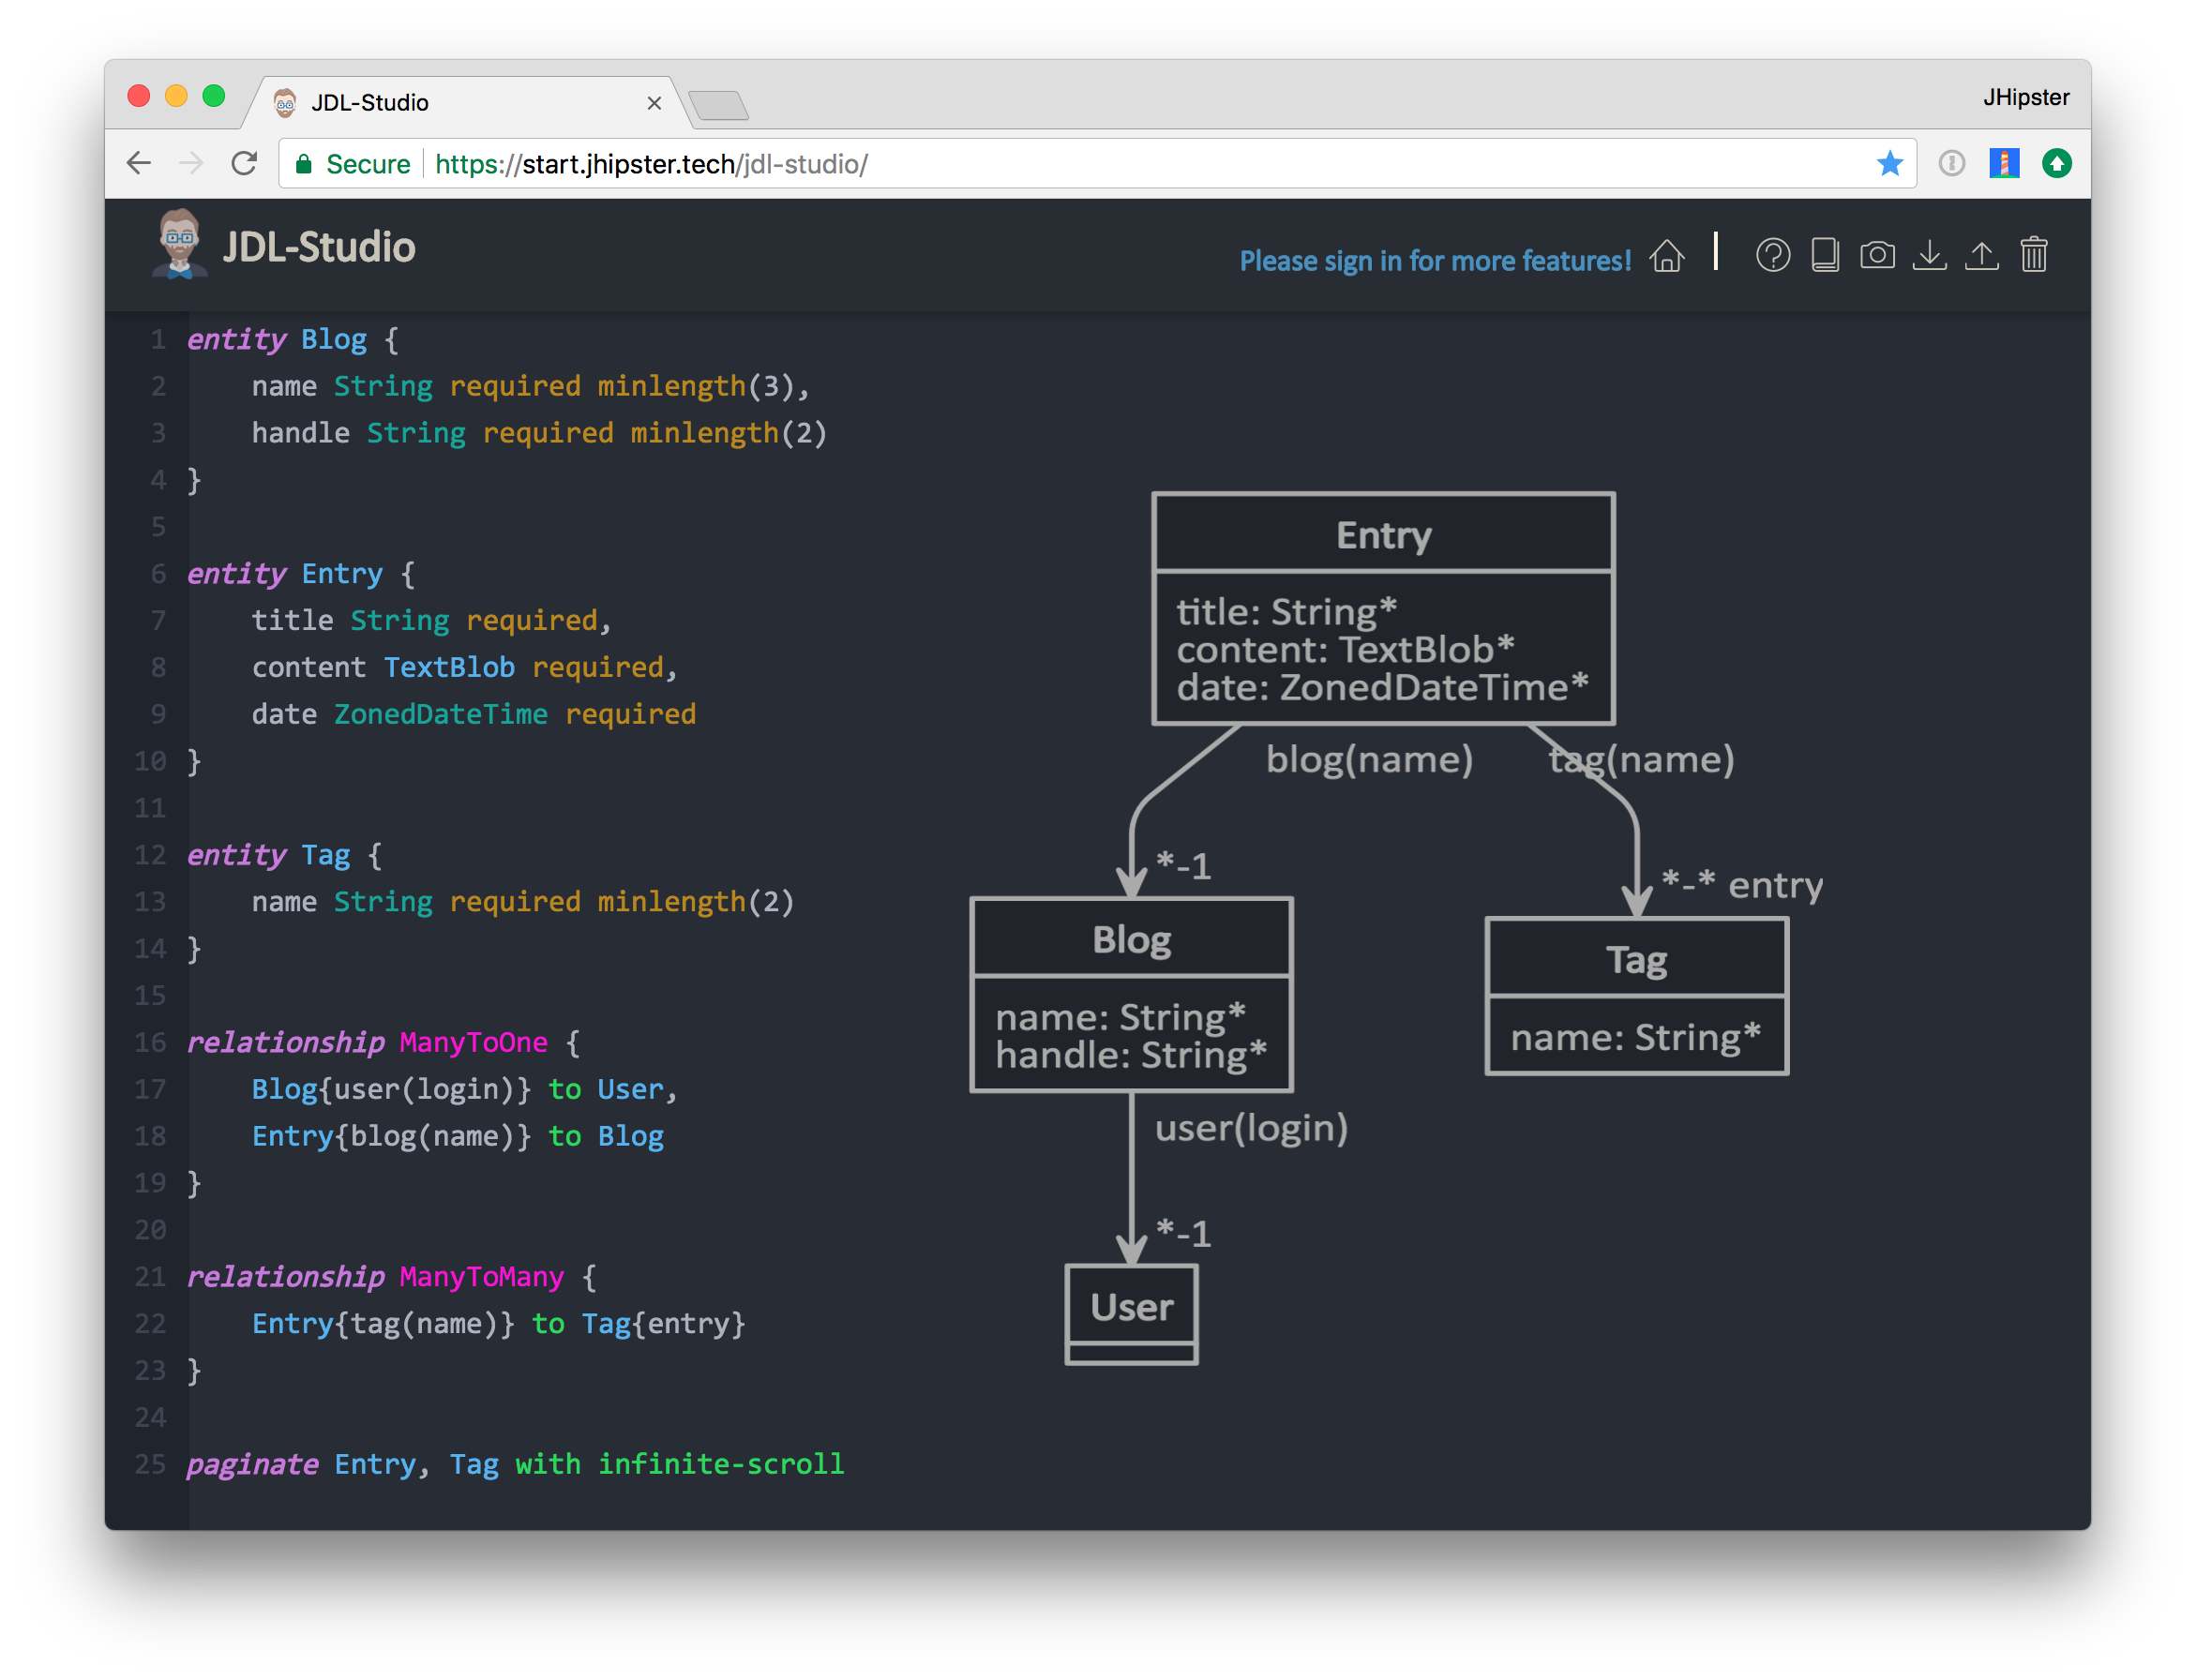 JDL-Studio
JHipster
Secure https://start.jhipster.tech/jdl-studio/
JDL-Studio
Please sign in for more features!
1 entity Blog {
2 name String required minlength(3),
3 handle String required minlength(2)
4 }
5
6 entity Entry {
7 title String required,
8 content TextBlob required,
9 date ZonedDateTime required
10 }
11
12 entity Tag {
13 name String required minlength(2)
14 }
15
16 relationship ManyToOne {
17 Blog{user(login)} to User,
18 Entry{blog(name)} to Blog
19 }
20
21 relationship ManyToMany {
22 Entry{tag(name)} to Tag{entry}
23 }
24
25 paginate Entry, Tag with infinite-scroll
Entry
title: String*
content: TextBlob*
date: ZonedDateTime*
blog(name)
tag(name)
*-1
*-* entry
Blog
name: String*
handle: String*
Tag
name: String*
user(login)
*-1
User